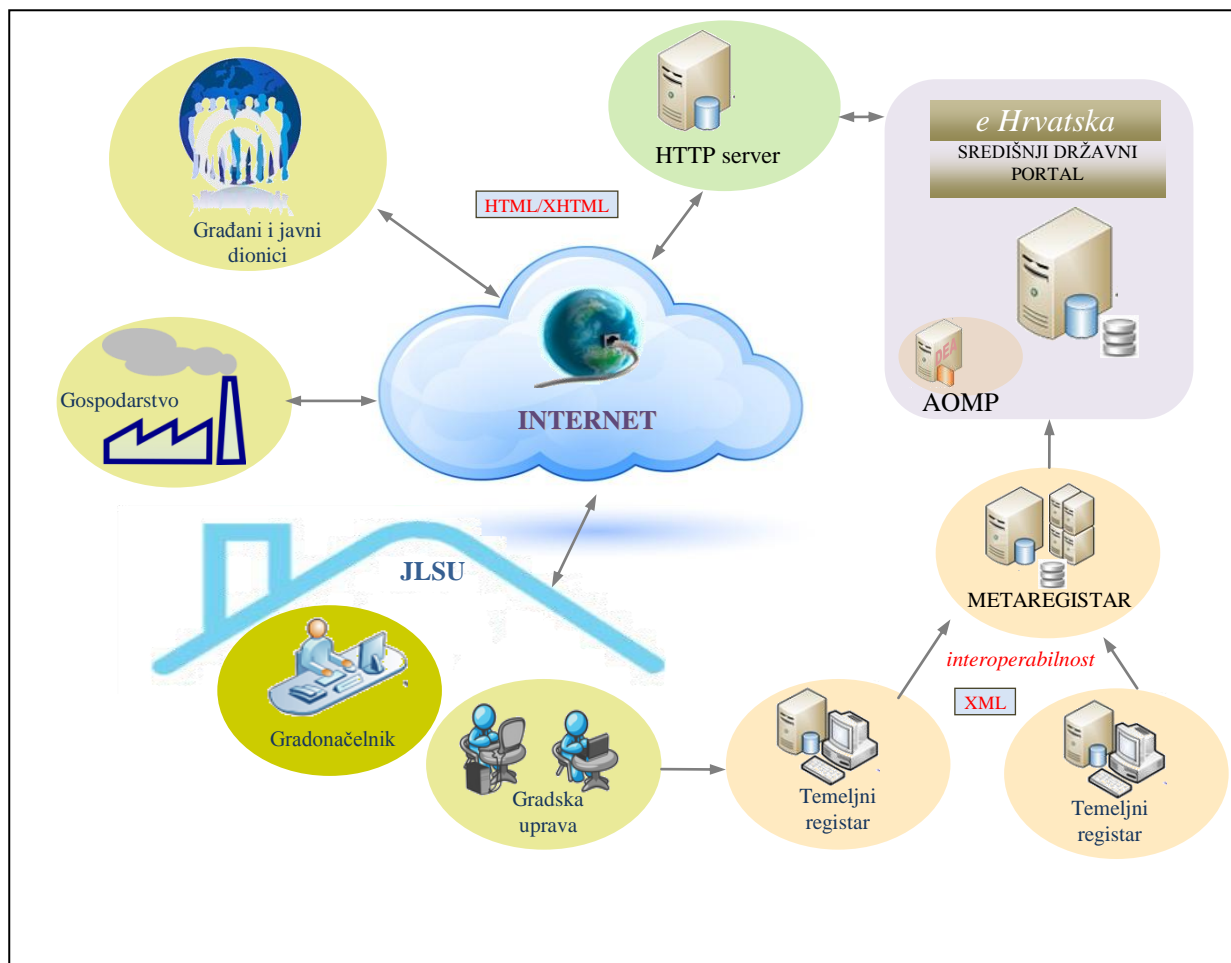 Građani i javni
dionici
HTTP server
e Hrvatska
SREDIŠNJI DRŽAVNI
PORTAL
HTML/XHTML
DEA
AOMP
Gospodarstvo
INTERNET
JLSU
METAREGISTAR
interoperabilnost
XML
Gradonačelnik
Gradska
uprava
Temeljni
registar
Temeljni
registar